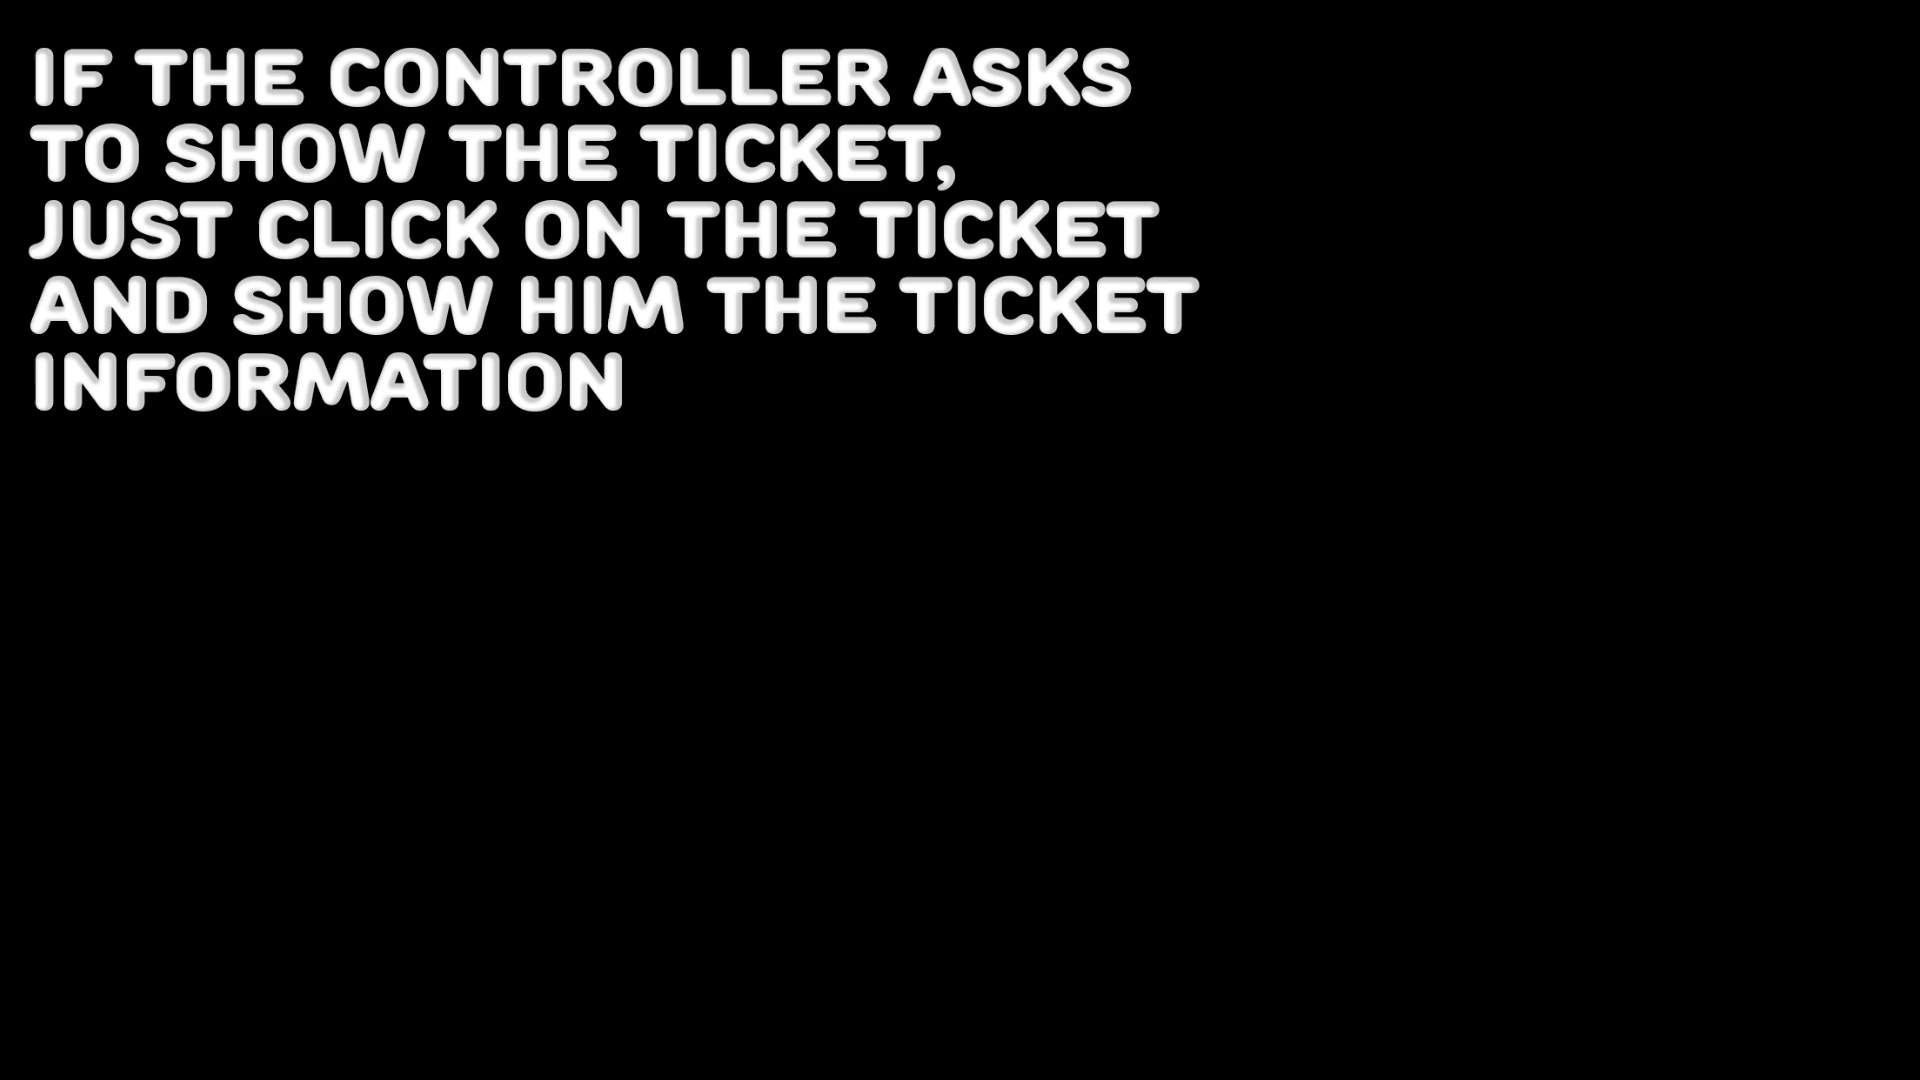 IF THE CONTROLLER ASKS
TO SHOW THE TICKET,
JUST CLICK ON THE TICKET
AND SHOW HIM THE TICKET
INFORMATION